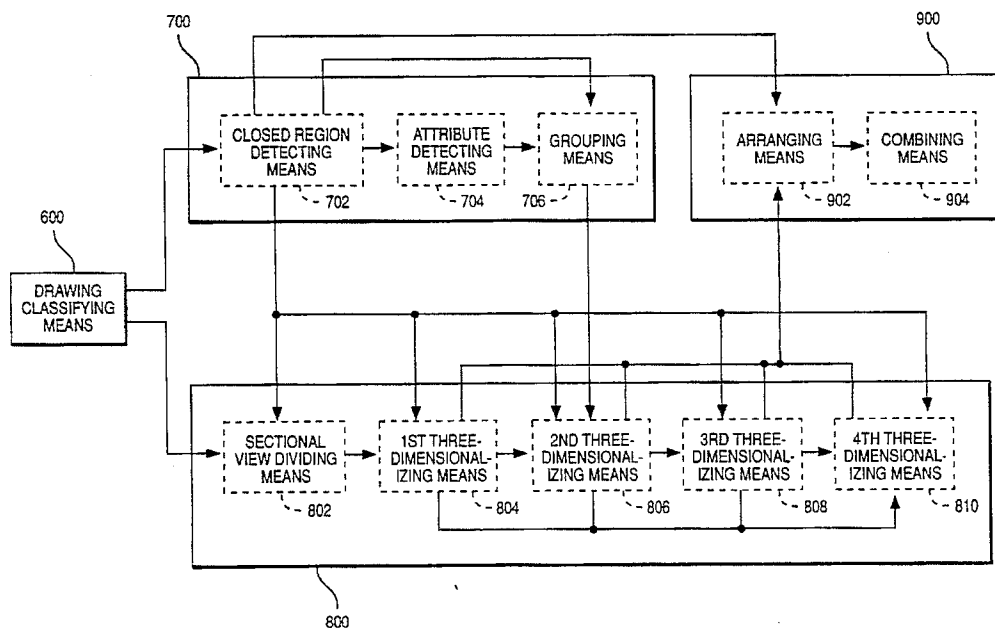 700
900
CLOSED REGION
DETECTING
MEANS
702
ATTRIBUTE
DETECTING
MEANS
704
GROUPING
MEANS
706
ARRANGING
MEANS
902
COMBINING
MEANS
904
600
DRAWING
CLASSIFYING
MEANS
SECTIONAL
VIEW DIVIDING
MEANS
802
1ST THREE-
DIMENSIONAL-
IZING MEANS
804
2ND THREE-
DIMENSIONAL-
IZING MEANS
806
3RD THREE-
DIMENSIONAL-
IZING MEANS
808
4TH THREE-
DIMENSIONAL-
IZING MEANS
810
800